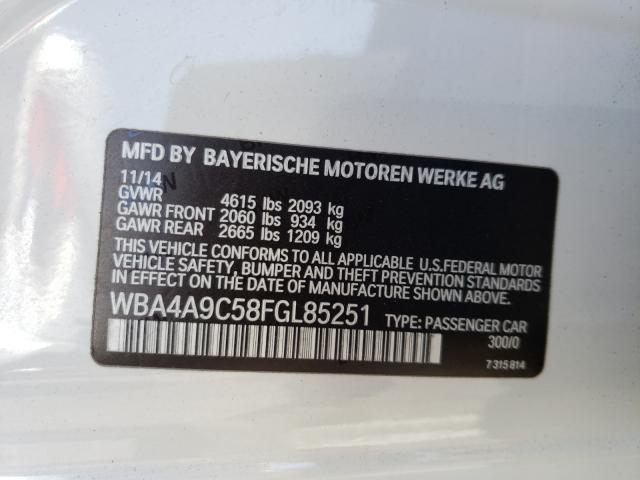 MFD BY BAYERISCHE MOTOREN WERKE AG
11/14
GVWR 4615 lbs 2093 kg
GAWR FRONT 2060 lbs 934 kg
GAWR REAR 2665 lbs 1209 kg
THIS VEHICLE CONFORMS TO ALL APPLICABLE U.S.FEDERAL MOTOR
VEHICLE SAFETY, BUMPER AND THEFT PREVENTION STANDARDS
IN EFFECT ON THE DATE OF MANUFACTURE SHOWN ABOVE.
WBA4A9C58FGL85251 TYPE: PASSENGER CAR
300/0
7315814